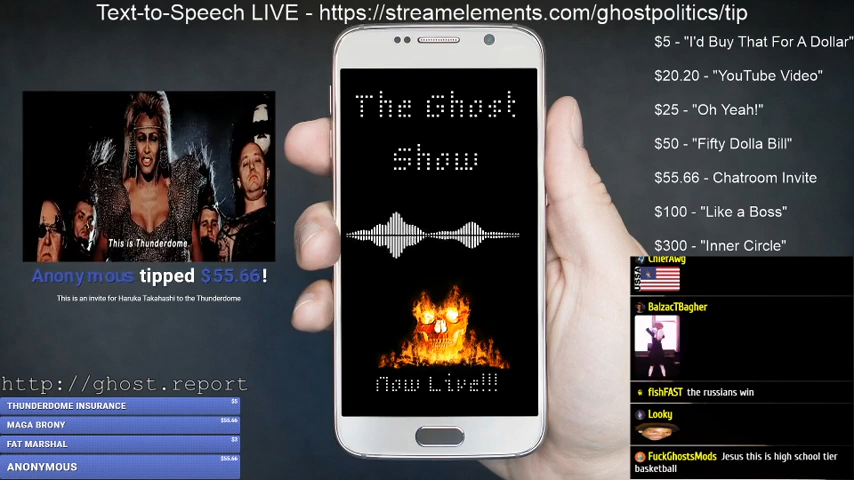 Text-to-Speech LIVE - https://streamelements.com/ghostpolitics/tip
This is Thunderdome.
Anonymous tipped $55.66!
This is an invite for Haruka Takahashi to the Thunderdome
http://ghost.report
THUNDERDOME INSURANCE $5
MAGA BRONY $55.66
FAT MARSHAL $3
ANONYMOUS $55.66
The Ghost
Show
Now Live!!!
$5 - "I'd Buy That For A Dollar"
$20.20 - "YouTube Video"
$25 - "Oh Yeah!"
$50 - "Fifty Dolla Bill"
$55.66 - Chatroom Invite
$100 - "Like a Boss"
$300 - "Inner Circle"
ChiefAwg
USSA
BalzacTBagher
fishFAST the russians win
Looky
FuckGhostsMods Jesus this is high school tier
basketball